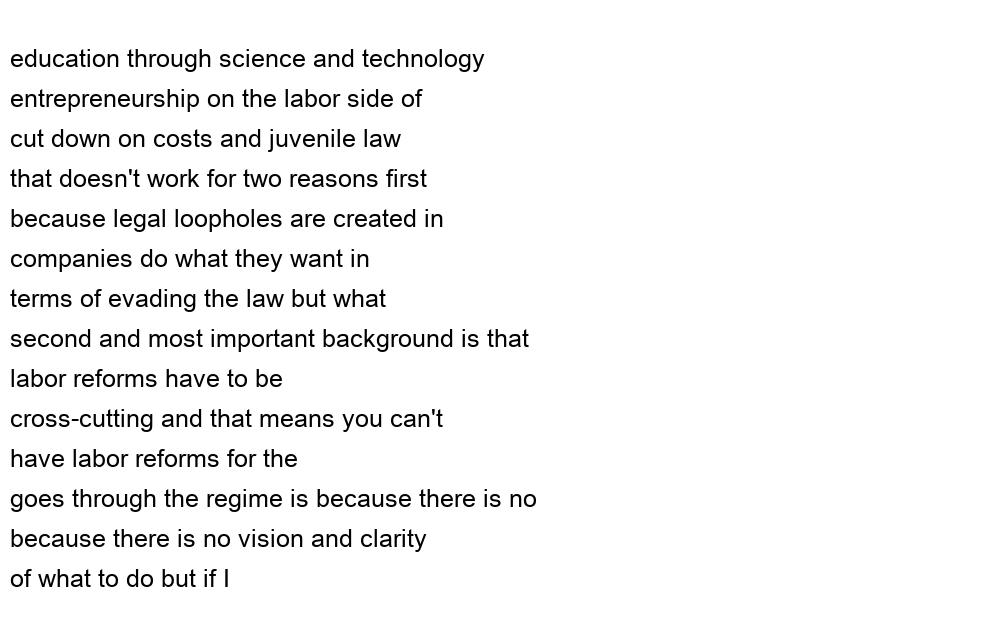 education through science and technology
entrepreneurship on the labor side of
cut down on costs and juvenile law
that doesn't work for two reasons first
because legal loopholes are created in
companies do what they want in
terms of evading the law but what
second and most important background is that
labor reforms have to be
cross-cutting and that means you can't
have labor reforms for the
goes through the regime is because there is no
because there is no vision and clarity
of what to do but if I